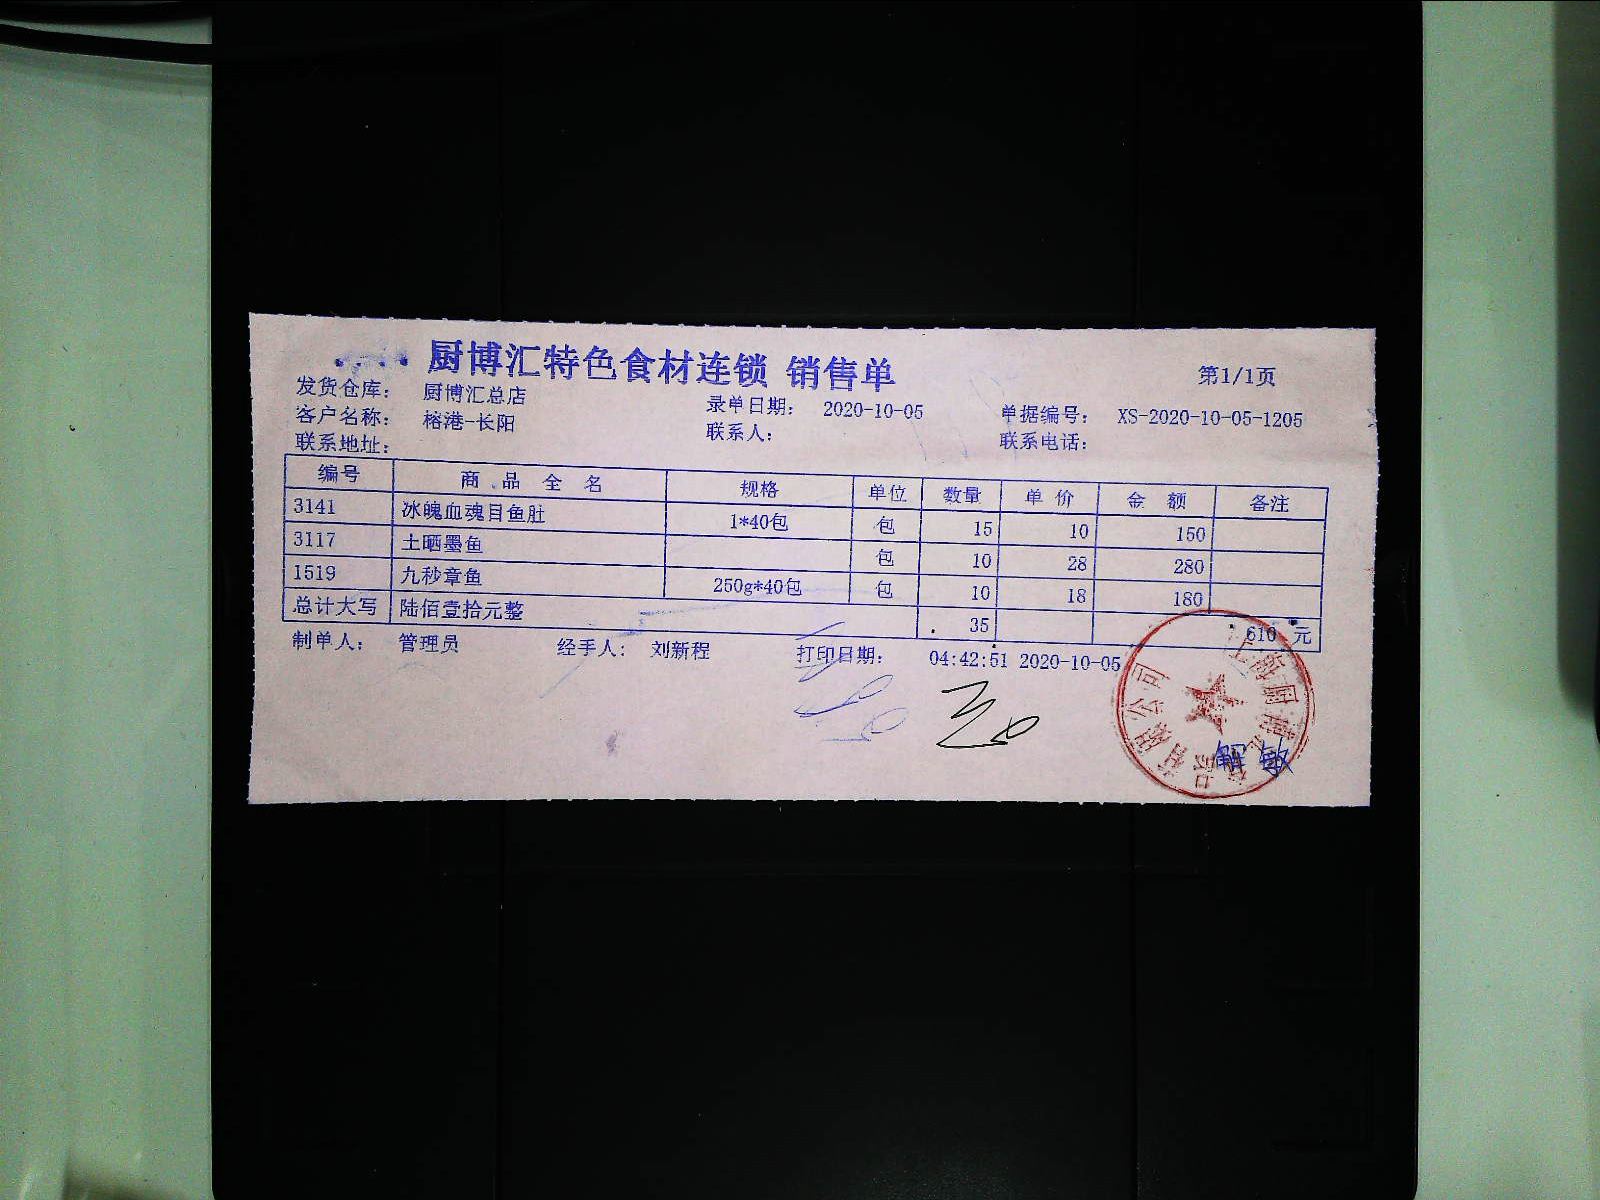 厨博汇特色食材连锁 销售单
第1/1页
发货仓库： 厨博汇总店 录单日期： 2020-10-05 单据编号： XS-2020-10-05-1205
客户名称： 榕港-长阳 联系人： 联系电话：
联系地址：
编号 商品全名 规格 单位 数量 单价 金额 备注
3141 冰魄血魂目鱼肚 1*40包 包 15 10 150
3117 土晒墨鱼 包 10 28 280
1519 九秒章鱼 250g*40包 包 10 18 180
总计大写 陆佰壹拾元整 35 610 元
制单人： 管理员 经手人： 刘新程 打印日期： 04:42:51 2020-10-05
解敏